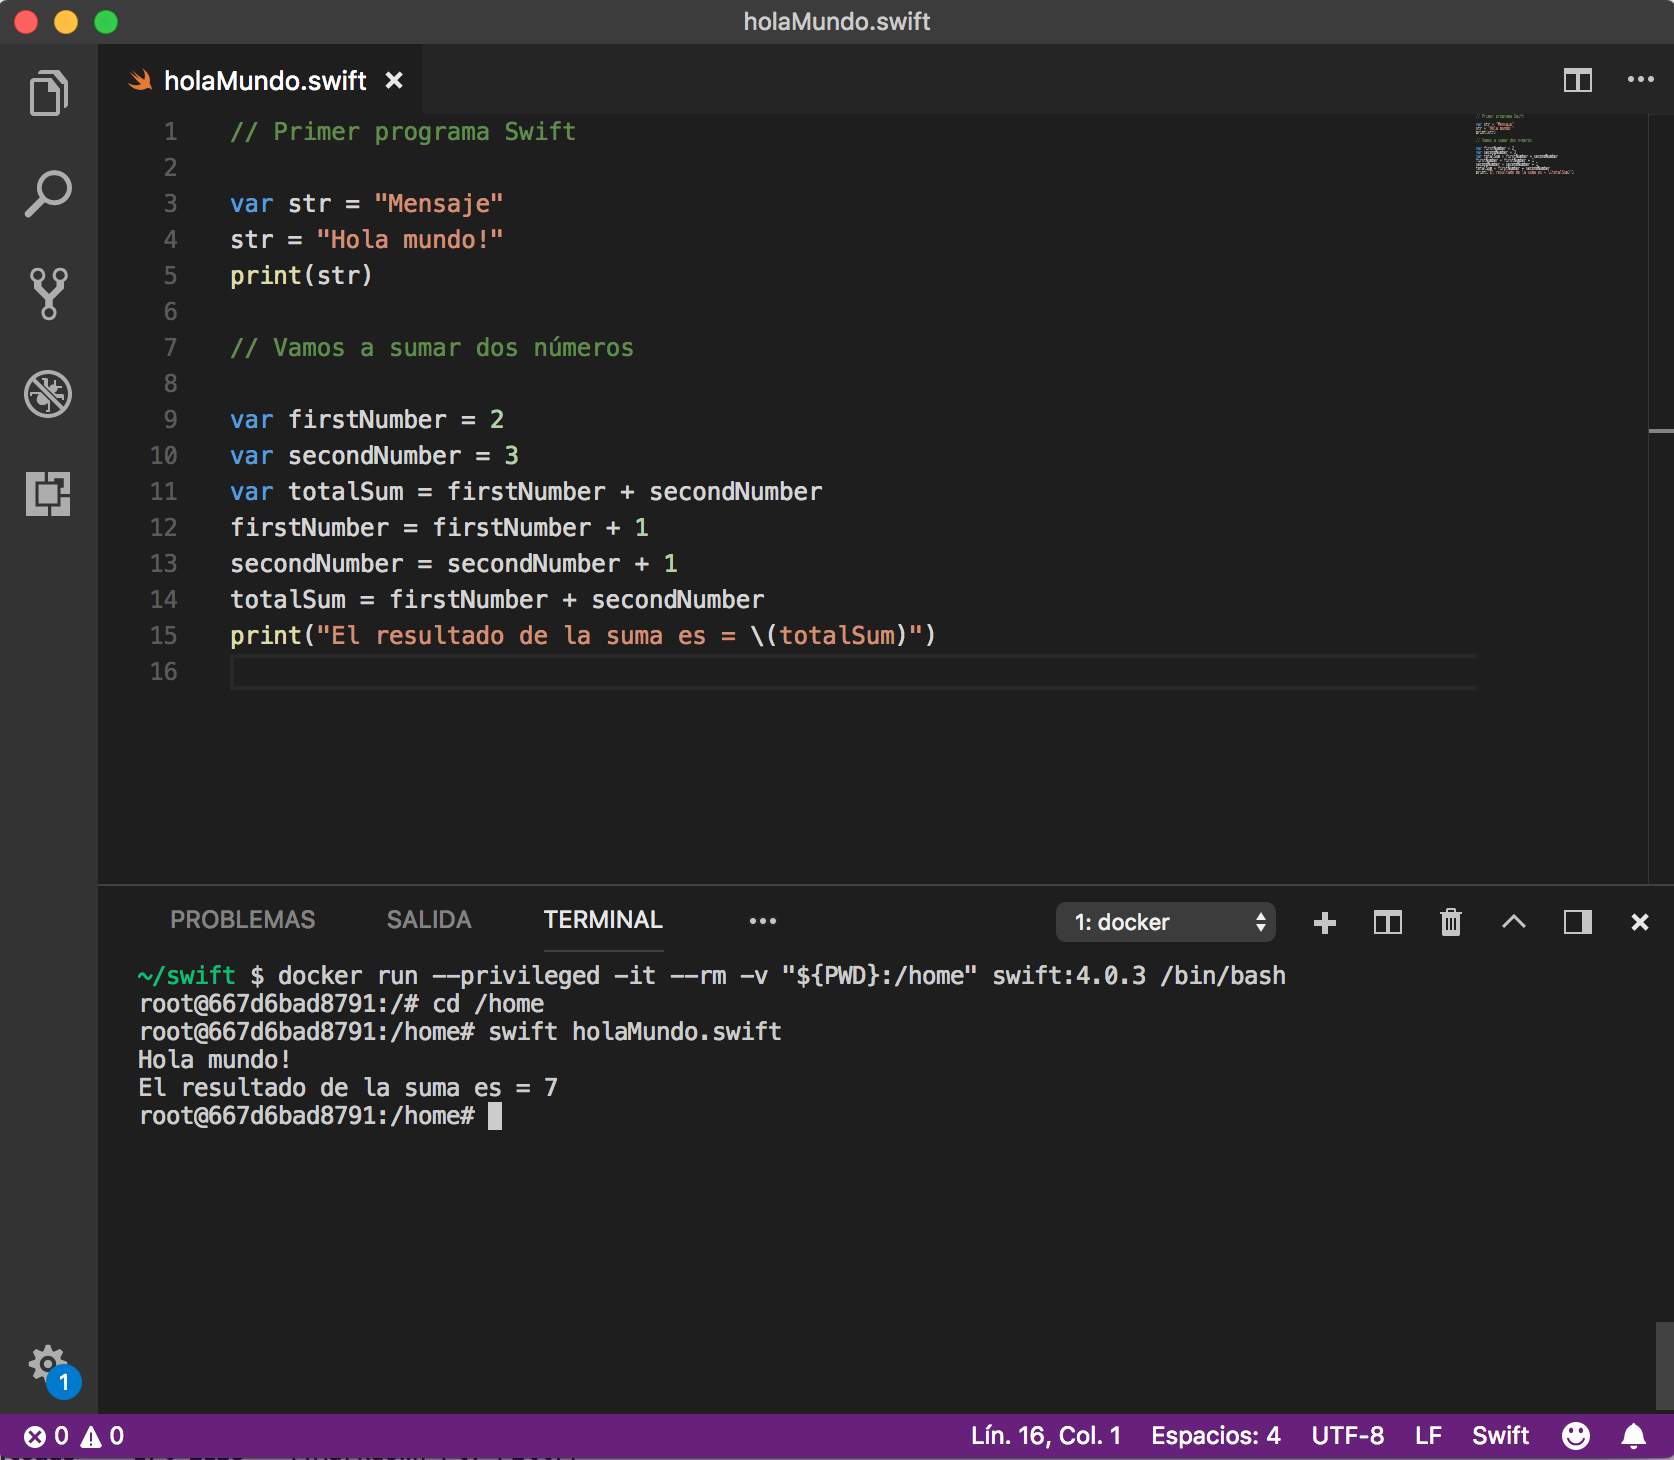 holaMundo.swift
holaMundo.swift
1 // Primer programa Swift
2
3 var str = "Mensaje"
4 str = "Hola mundo!"
5 print(str)
6
7 // Vamos a sumar dos números
8
9 var firstNumber = 2
10 var secondNumber = 3
11 var totalSum = firstNumber + secondNumber
12 firstNumber = firstNumber + 1
13 secondNumber = secondNumber + 1
14 totalSum = firstNumber + secondNumber
15 print("El resultado de la suma es = \(totalSum)")
16
PROBLEMAS SALIDA TERMINAL ••• 1: docker
~/swift $ docker run --privileged -it --rm -v "${PWD}:/home" swift:4.0.3 /bin/bash
root@667d6bad8791:/# cd /home
root@667d6bad8791:/home# swift holaMundo.swift
Hola mundo!
El resultado de la suma es = 7
root@667d6bad8791:/home#
1
0 0 Lín. 16, Col. 1 Espacios: 4 UTF-8 LF Swift